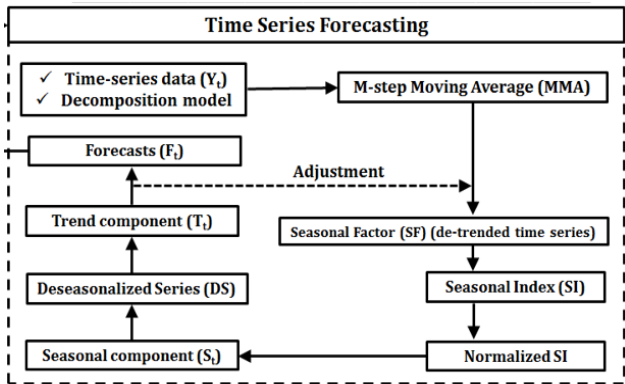 Time Series Forecasting
✓ Time-series data (Yt)
✓ Decomposition model
M-step Moving Average (MMA)
Forecasts (Ft)
Adjustment
Trend component (Tt)
Seasonal Factor (SF) (de-trended time series)
Deseasonalized Series (DS)
Seasonal Index (SI)
Seasonal component (St)
Normalized SI